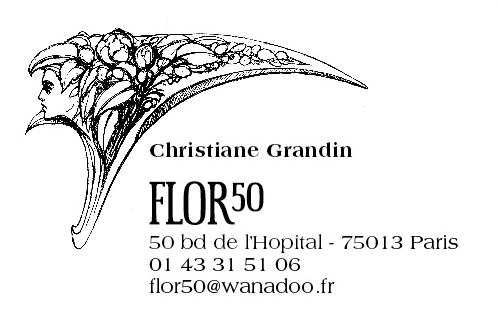 Christiane Grandin
FLOR50
50 bd de l'Hopital - 75013 Paris
01 43 31 51 06
flor50@wanadoo.fr